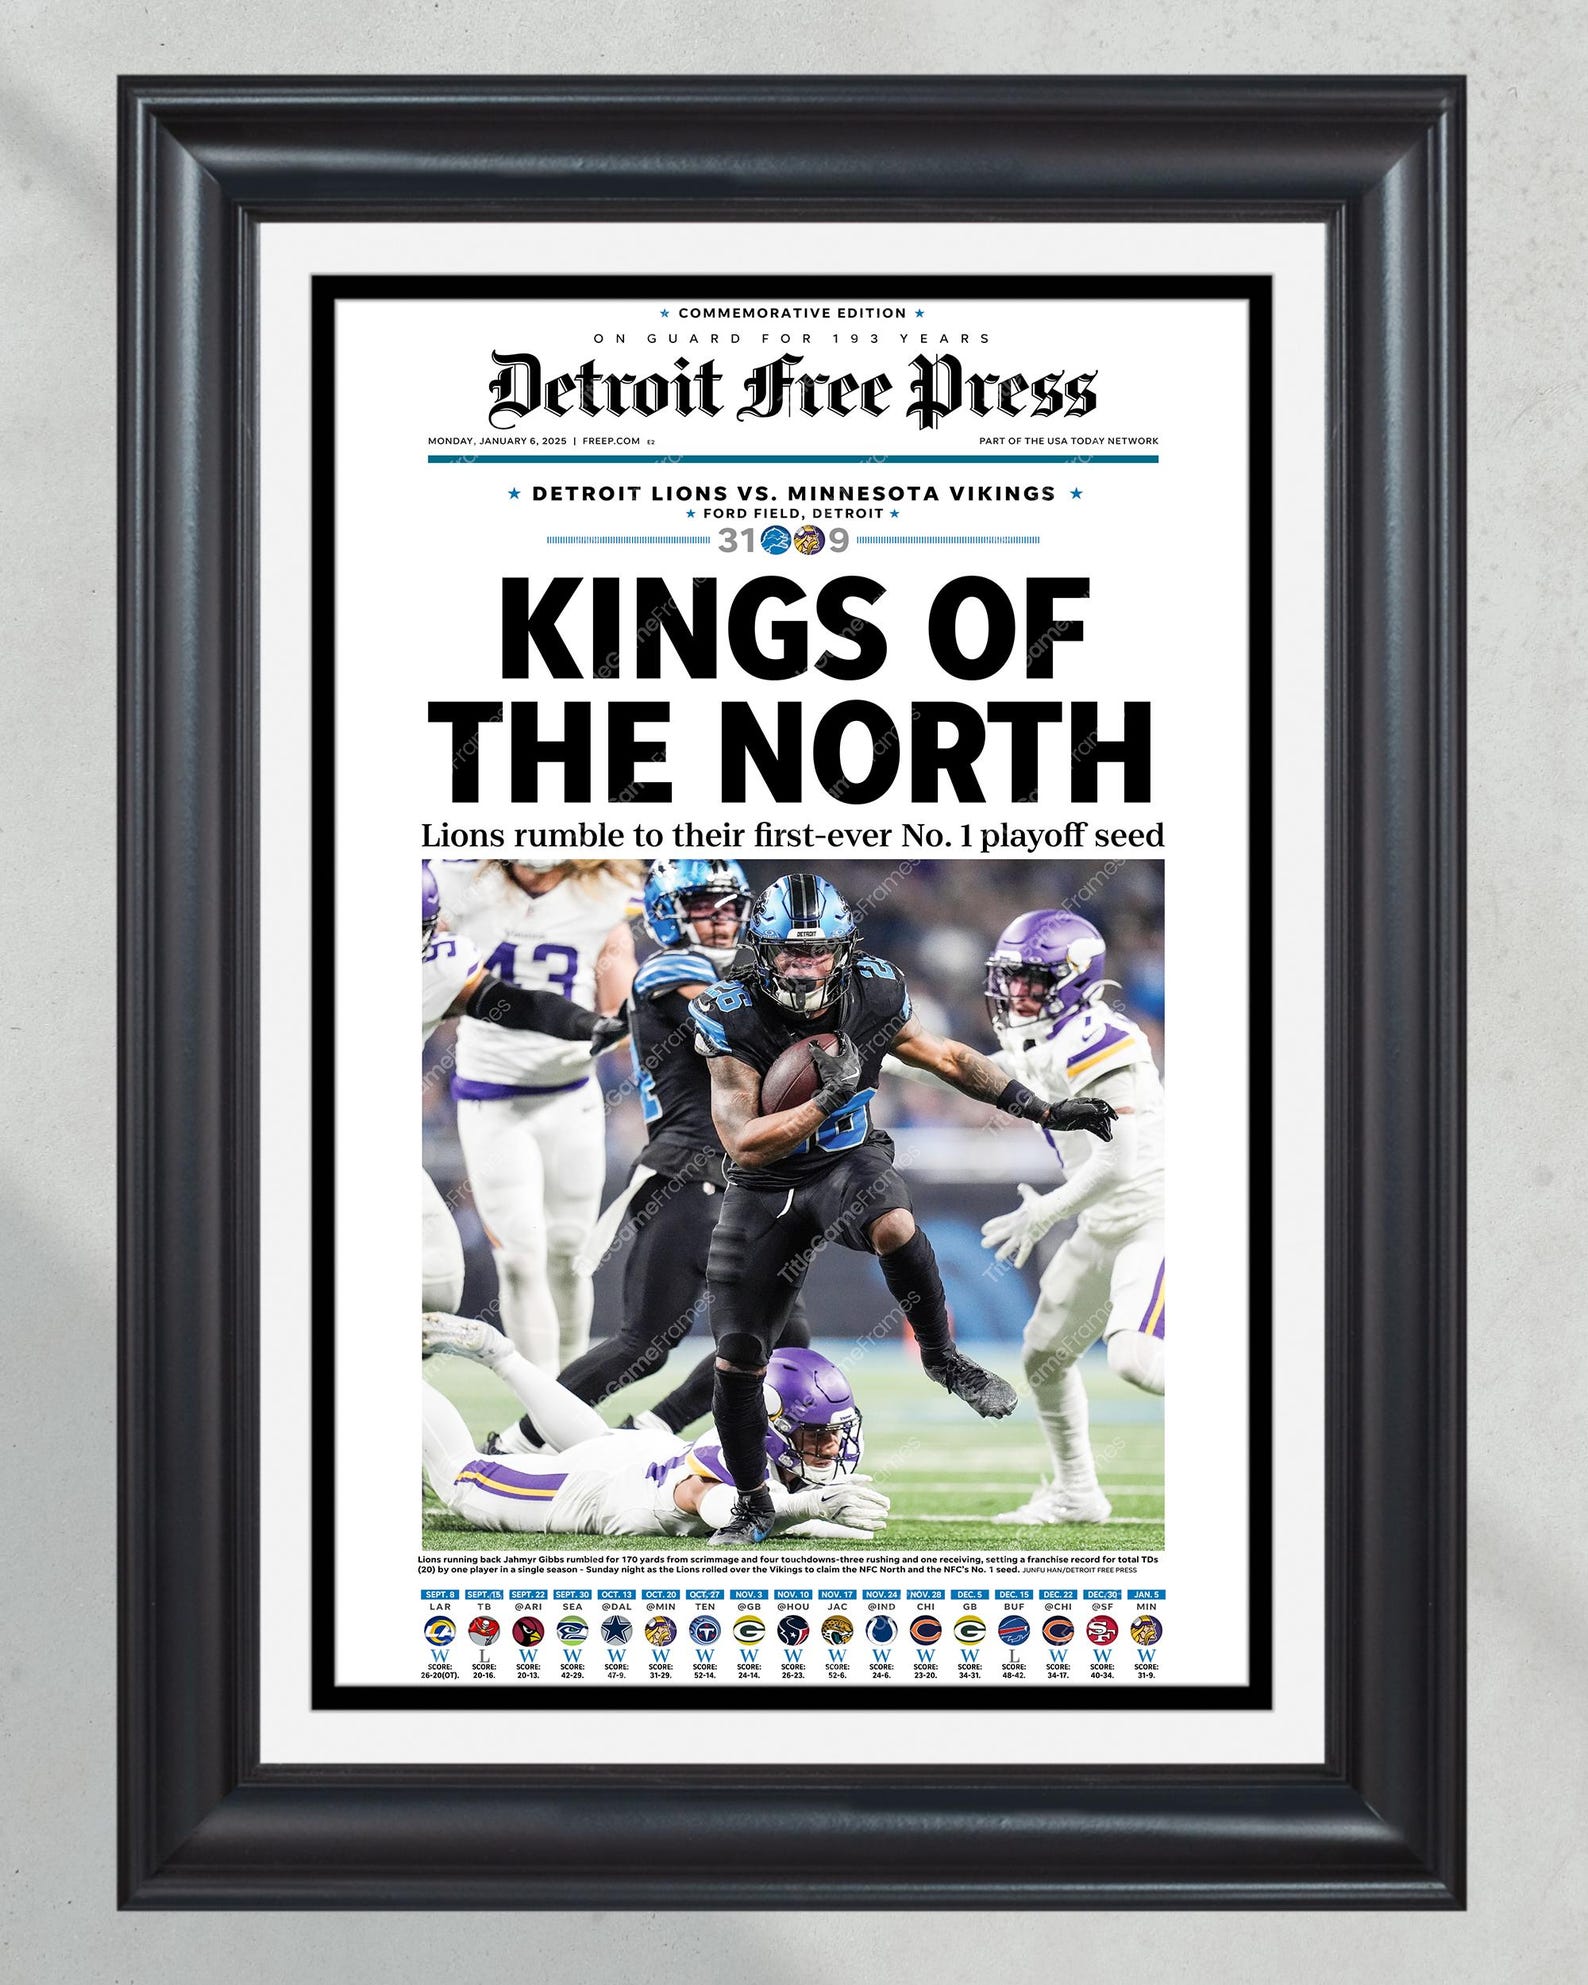 ★ COMMEMORATIVE EDITION ★
ON GUARD FOR 193 YEARS
Detroit Free Press
MONDAY, JANUARY 6, 2025 | FREEP.COM E2 PART OF THE USA TODAY NETWORK
★ DETROIT LIONS VS. MINNESOTA VIKINGS ★
★ FORD FIELD, DETROIT ★
31 9
KINGS OF
THE NORTH
Lions rumble to their first-ever No. 1 playoff seed
43
DETROIT
26
26
26
Lions running back Jahmyr Gibbs rumbled for 170 yards from scrimmage and four touchdowns-three rushing and one receiving, setting a franchise record for total TDs
(20) by one player in a single season - Sunday night as the Lions rolled over the Vikings to claim the NFC North and the NFC's No. 1 seed. JUNFU HAN/DETROIT FREE PRESS
SEPT. 8 SEPT. 15 SEPT. 22 SEPT. 30 OCT. 13 OCT. 20 OCT. 27 NOV. 3 NOV. 10 NOV. 17 NOV. 24 NOV. 28 DEC. 5 DEC. 15 DEC. 22 DEC. 30 JAN. 5
LAR TB @ARI SEA @DAL @MIN TEN @GB @HOU JAC @IND CHI GB BUF @CHI @SF MIN
W L W W W W W W W W W W W L W W W
SCORE: SCORE: SCORE: SCORE: SCORE: SCORE: SCORE: SCORE: SCORE: SCORE: SCORE: SCORE: SCORE: SCORE: SCORE: SCORE: SCORE:
26-20(OT). 20-16. 20-13. 42-29. 47-9. 31-29. 52-14. 24-14. 26-23. 52-6. 24-6. 23-20. 34-31. 48-42. 34-17. 40-34. 31-9.
TitleGameFrames